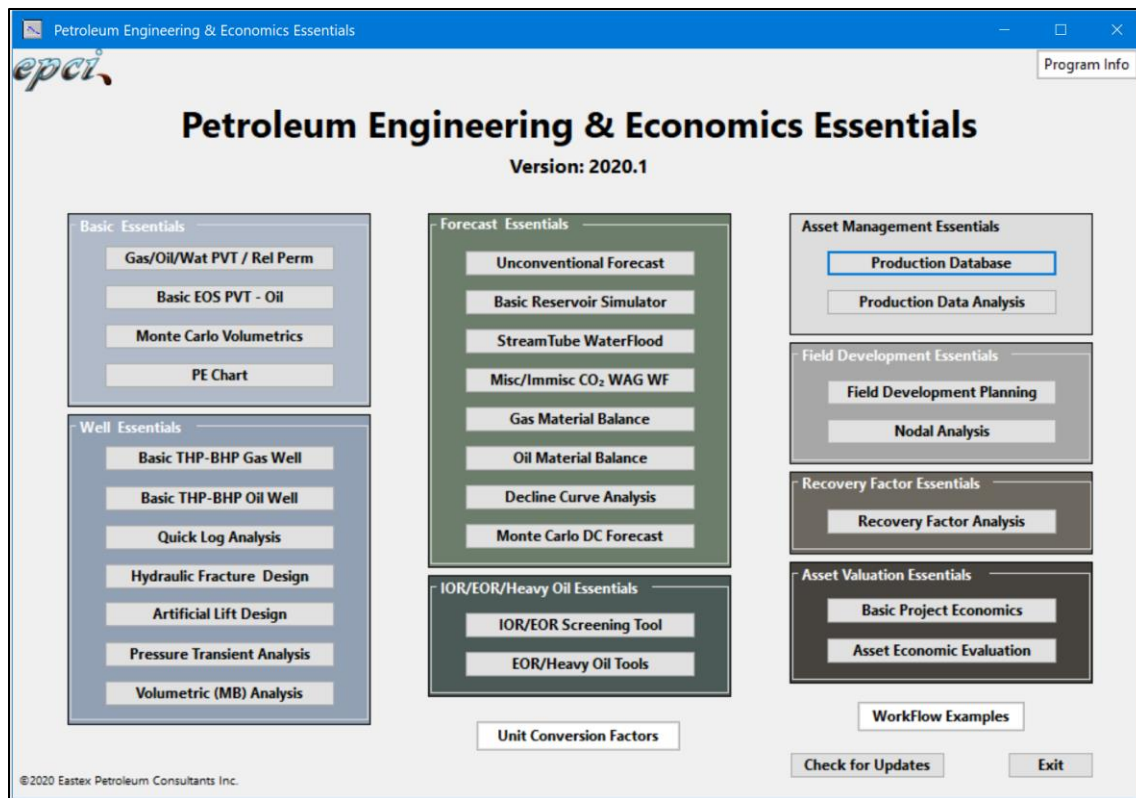 Petroleum Engineering & Economics Essentials
epci
Program Info
Petroleum Engineering & Economics Essentials
Version: 2020.1
Basic Essentials
Gas/Oil/Wat PVT / Rel Perm
Basic EOS PVT - Oil
Monte Carlo Volumetrics
PE Chart
Well Essentials
Basic THP-BHP Gas Well
Basic THP-BHP Oil Well
Quick Log Analysis
Hydraulic Fracture Design
Artificial Lift Design
Pressure Transient Analysis
Volumetric (MB) Analysis
Forecast Essentials
Unconventional Forecast
Basic Reservoir Simulator
StreamTube WaterFlood
Misc/Immisc CO₂ WAG WF
Gas Material Balance
Oil Material Balance
Decline Curve Analysis
Monte Carlo DC Forecast
IOR/EOR/Heavy Oil Essentials
IOR/EOR Screening Tool
EOR/Heavy Oil Tools
Unit Conversion Factors
Asset Management Essentials
Production Database
Production Data Analysis
Field Development Essentials
Field Development Planning
Nodal Analysis
Recovery Factor Essentials
Recovery Factor Analysis
Asset Valuation Essentials
Basic Project Economics
Asset Economic Evaluation
WorkFlow Examples
Check for Updates
Exit
©2020 Eastex Petroleum Consultants Inc.